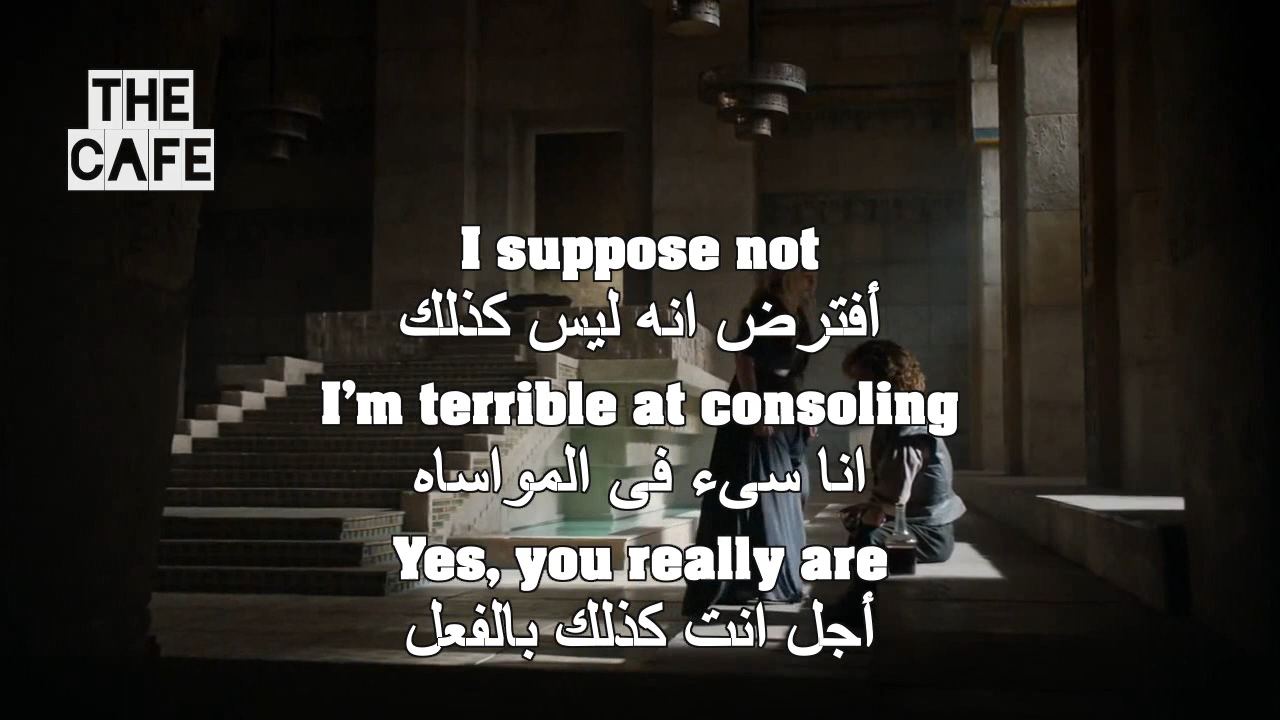 THE
CAFE
I suppose not
أفترض انه ليس كذلك
I'm terrible at consoling
انا سىء فى المواساه
Yes, you really are
أجل انت كذلك بالفعل